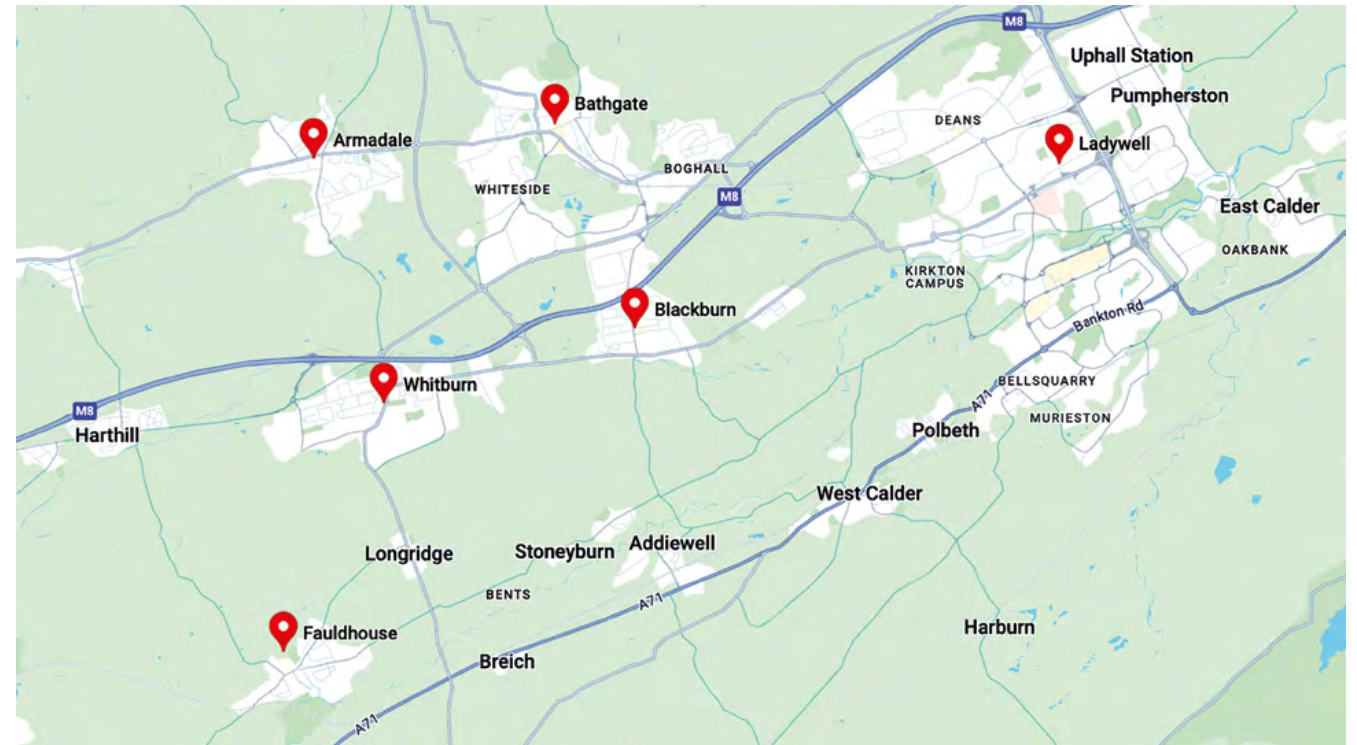 M8
Uphall Station
Pumpherston
Bathgate
DEANS
Armadale
Ladywell
BOGHALL
WHITESIDE
M8
East Calder
OAKBANK
KIRKTON
CAMPUS
Blackburn
Bankton Rd
Whitburn
BELLSQUARRY
A71
M8
MURIESTON
Harthill
Polbeth
West Calder
Longridge
Stoneyburn
Addiewell
BENTS
A71
Fauldhouse
Harburn
Breich
A71